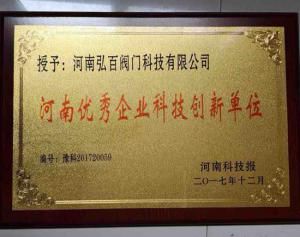 授予：河南弘百阀门科技有限公司
河南优秀企业科技创新单位
编号：豫科201720059
河南科技报
二〇一七年十二月